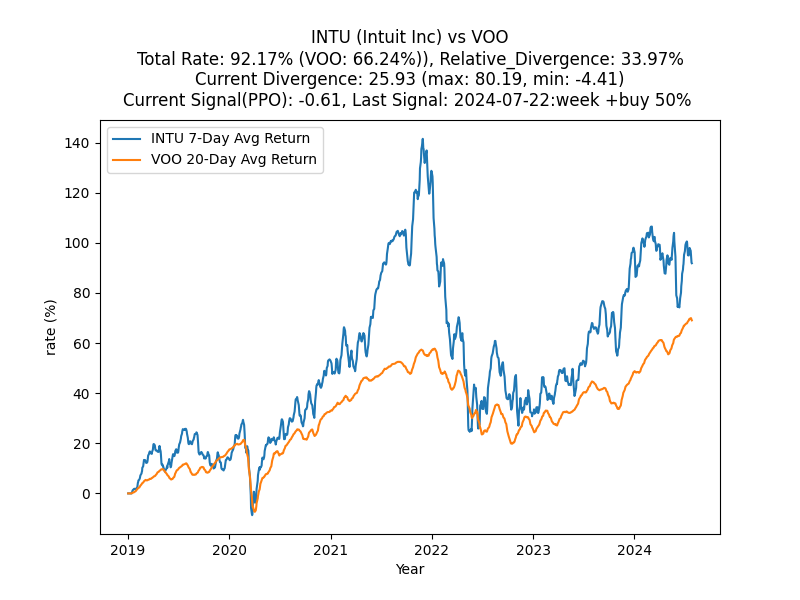 INTU (Intuit Inc) vs VOO
Total Rate: 92.17% (VOO: 66.24%)), Relative_Divergence: 33.97%
Current Divergence: 25.93 (max: 80.19, min: -4.41)
Current Signal(PPO): -0.61, Last Signal: 2024-07-22:week +buy 50%
INTU 7-Day Avg Return
VOO 20-Day Avg Return
140
120
100
80
60
40
20
0
rate (%)
2019 2020 2021 2022 2023 2024
Year